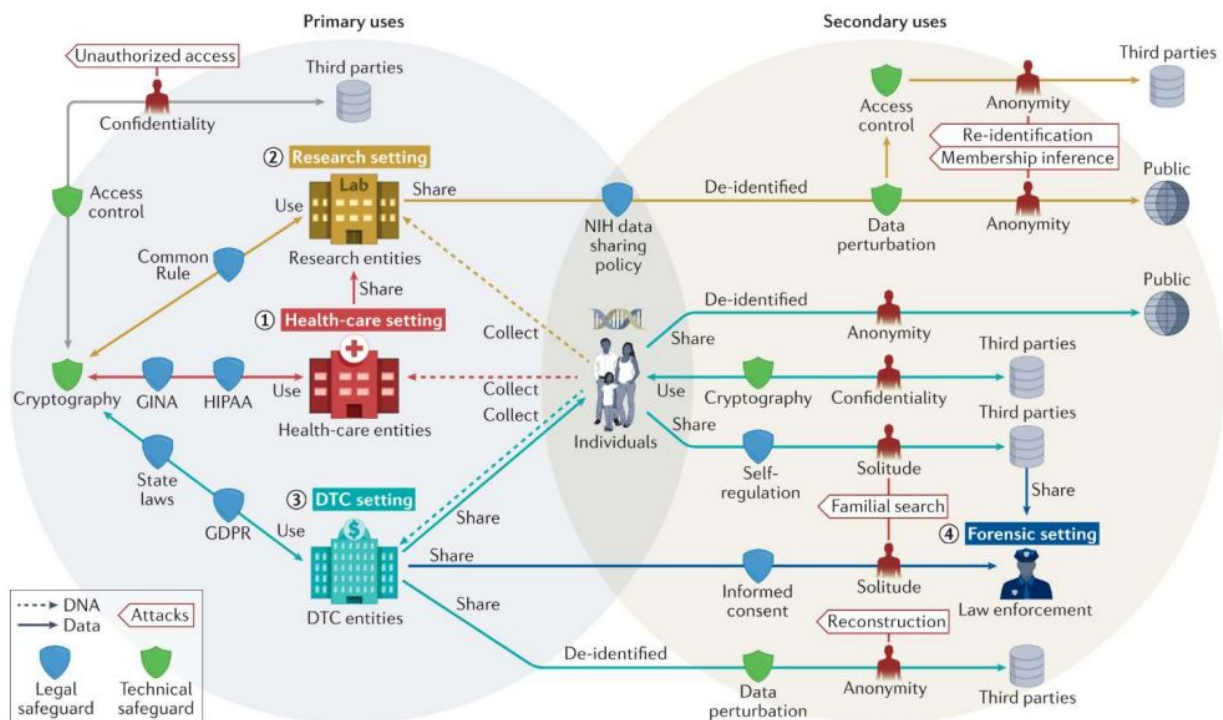 Primary uses
Secondary uses
Unauthorized access
Third parties
Confidentiality
Third parties
Access
control
Anonymity
Re-identification
Membership inference
② Research setting
Lab
Access
control
Use
Share
De-identified
Public
NIH data
sharing
policy
Data
perturbation
Anonymity
Common
Rule
Research entities
Share
① Health-care setting
Collect
De-identified
Public
Share
Anonymity
Third parties
Cryptography
GINA
HIPAA
Use
Collect
Collect
Use
Cryptography
Confidentiality
Health-care entities
Individuals
Share
Third parties
State
laws
Self-
regulation
Solitude
GDPR
Use
③ DTC setting
$
Share
Familial search
Share
④ Forensic setting
Share
Informed
consent
Solitude
Law enforcement
DTC entities
Share
Reconstruction
De-identified
Data
perturbation
Anonymity
Third parties
DNA
Data
Attacks
Legal
safeguard
Technical
safeguard